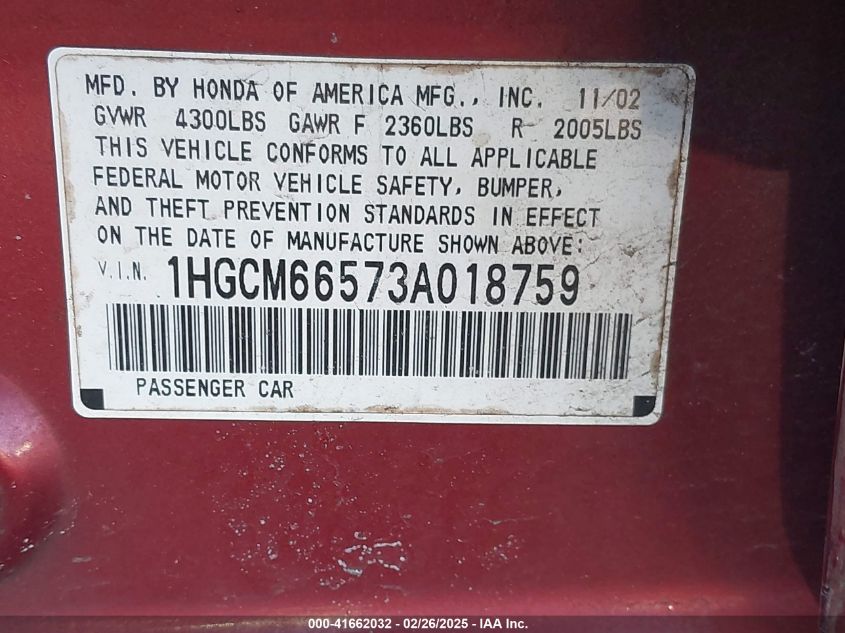 MFD. BY HONDA OF AMERICA MFG., INC. 11/02
GVWR 4300LBS GAWR F 2360LBS R 2005LBS
THIS VEHICLE CONFORMS TO ALL APPLICABLE
FEDERAL MOTOR VEHICLE SAFETY, BUMPER,
AND THEFT PREVENTION STANDARDS IN EFFECT
ON THE DATE OF MANUFACTURE SHOWN ABOVE:
V.I.N. 1HGCM66573A018759
PASSENGER CAR
000-41662032 - 02/26/2025 - IAA Inc.